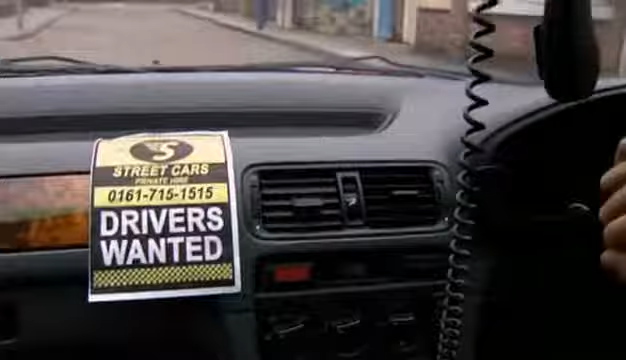 S
STREET CARS
PRIVATE HIRE
0161-715-1515
DRIVERS
WANTED